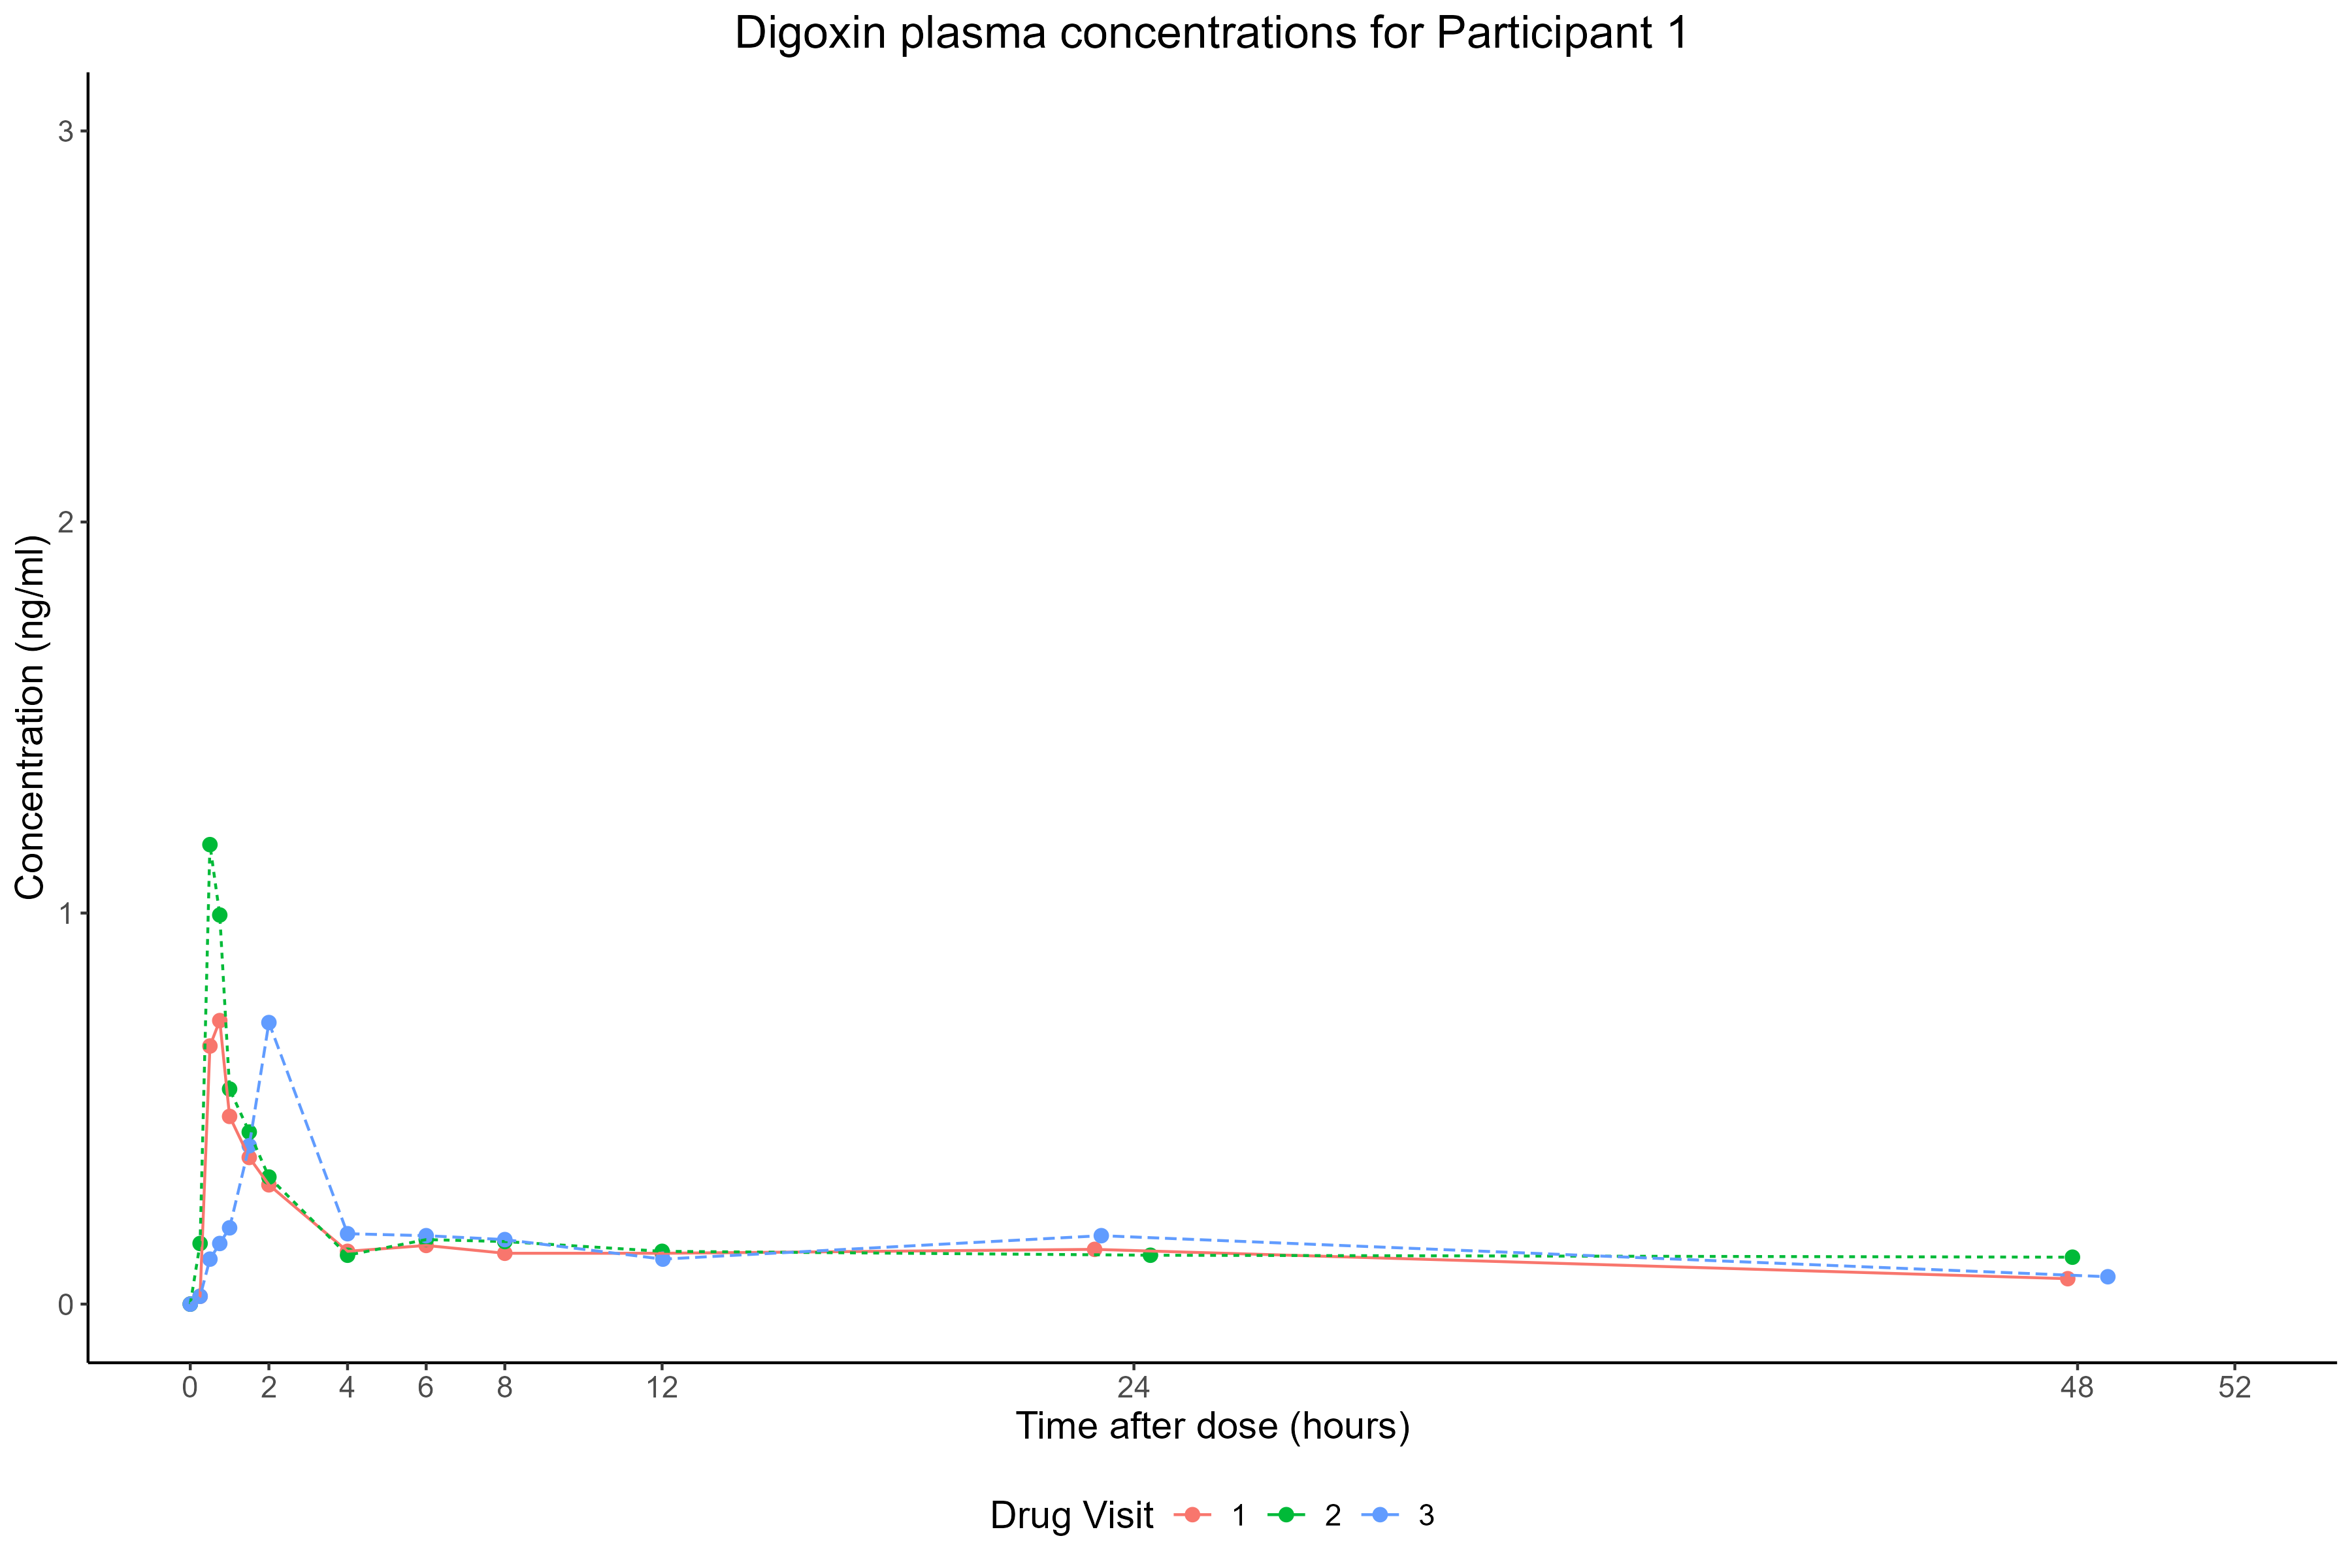 Digoxin plasma concentrations for Participant 1
Concentration (ng/ml)
3
2
1
0
0 2 4 6 8 12 24 48 52
Time after dose (hours)
Drug Visit 1 2 3